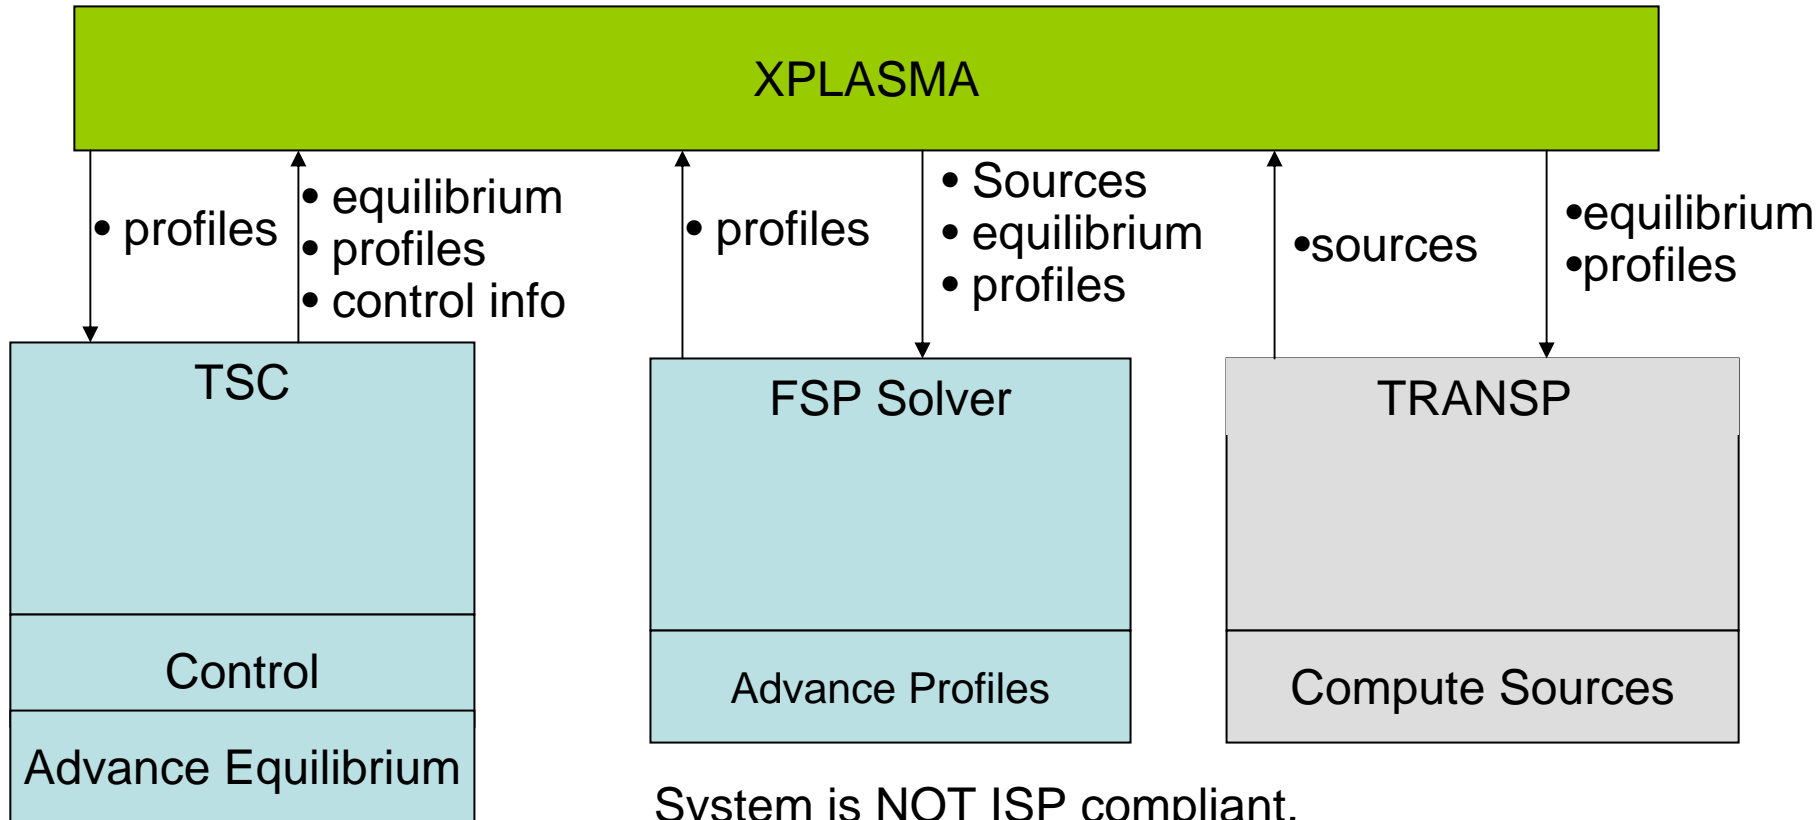 XPLASMA
• profiles
• equilibrium
• profiles
• control info
• profiles
• Sources
• equilibrium
• profiles
•sources
•equilibrium
•profiles
TSC
Control
Advance Equilibrium
FSP Solver
Advance Profiles
TRANSP
Compute Sources
System is NOT ISP compliant.